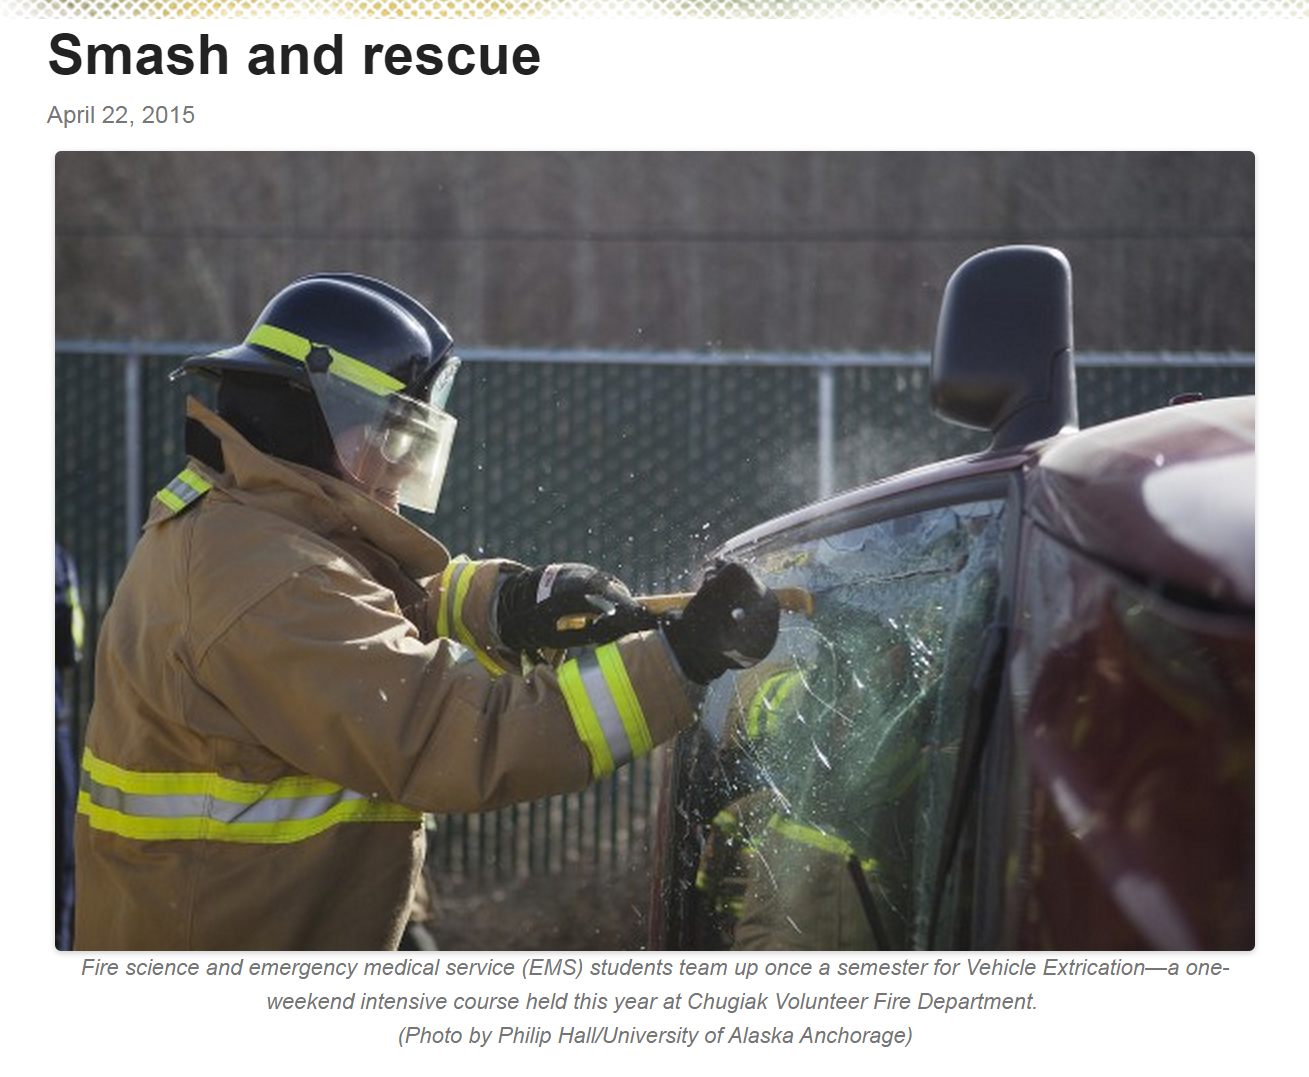 Smash and rescue
April 22, 2015
Fire science and emergency medical service (EMS) students team up once a semester for Vehicle Extrication—a one-
weekend intensive course held this year at Chugiak Volunteer Fire Department.
(Photo by Philip Hall/University of Alaska Anchorage)